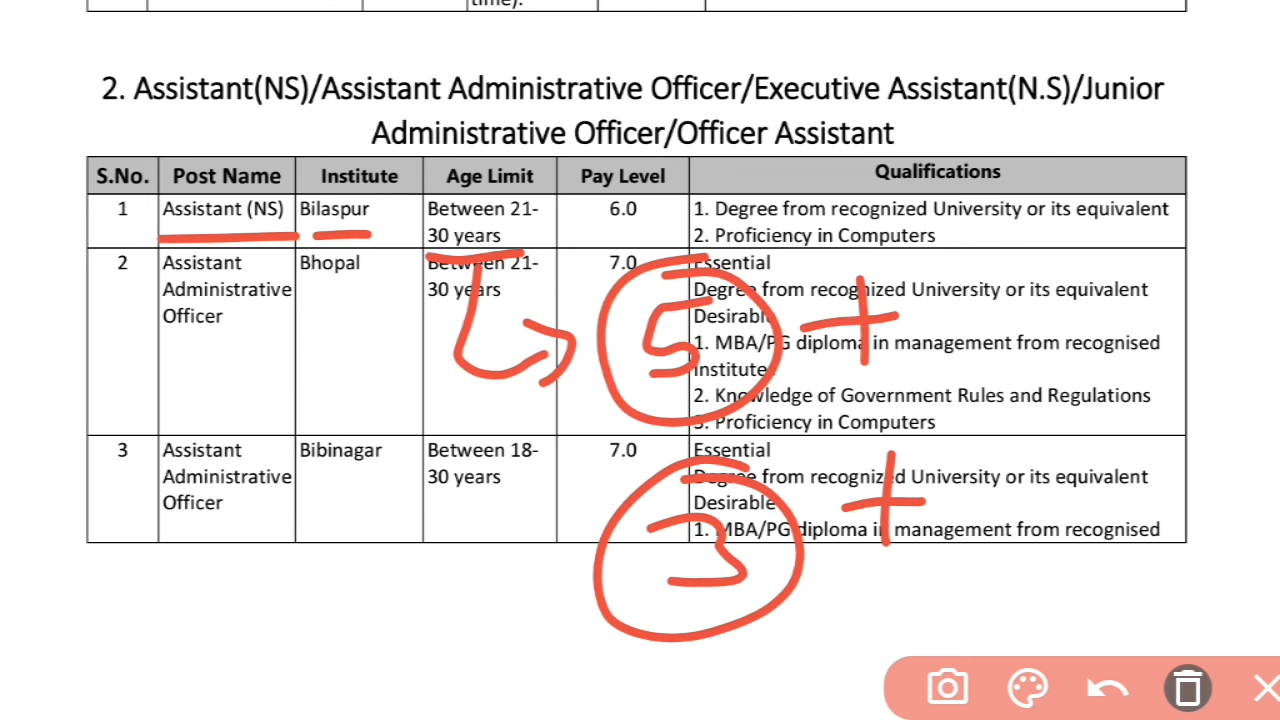 time).
2. Assistant(NS)/Assistant Administrative Officer/Executive Assistant(N.S)/Junior
Administrative Officer/Officer Assistant
S.No. Post Name Institute Age Limit Pay Level Qualifications
1 Assistant (NS) Bilaspur Between 21-30 years 6.0 1. Degree from recognized University or its equivalent
2. Proficiency in Computers
2 Assistant Administrative Officer Bhopal Between 21-30 years 7.0 Essential
Degree from recognized University or its equivalent
Desirable
1. MBA/PG diploma in management from recognised
Institute
2. Knowledge of Government Rules and Regulations
3. Proficiency in Computers
3 Assistant Administrative Officer Bibinagar Between 18-30 years 7.0 Essential
Degree from recognized University or its equivalent
Desirable
1. MBA/PG diploma in management from recognised
5 +
3 +